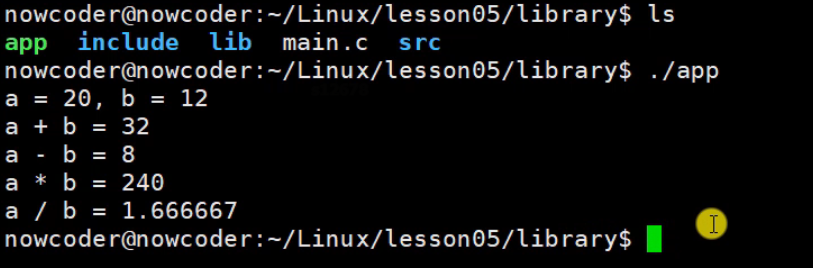 nowcoder@nowcoder:~/Linux/lesson05/library$ ls
app  include  lib  main.c  src
nowcoder@nowcoder:~/Linux/lesson05/library$ ./app
a = 20, b = 12
a + b = 32
a - b = 8
a * b = 240
a / b = 1.666667
nowcoder@nowcoder:~/Linux/lesson05/library$